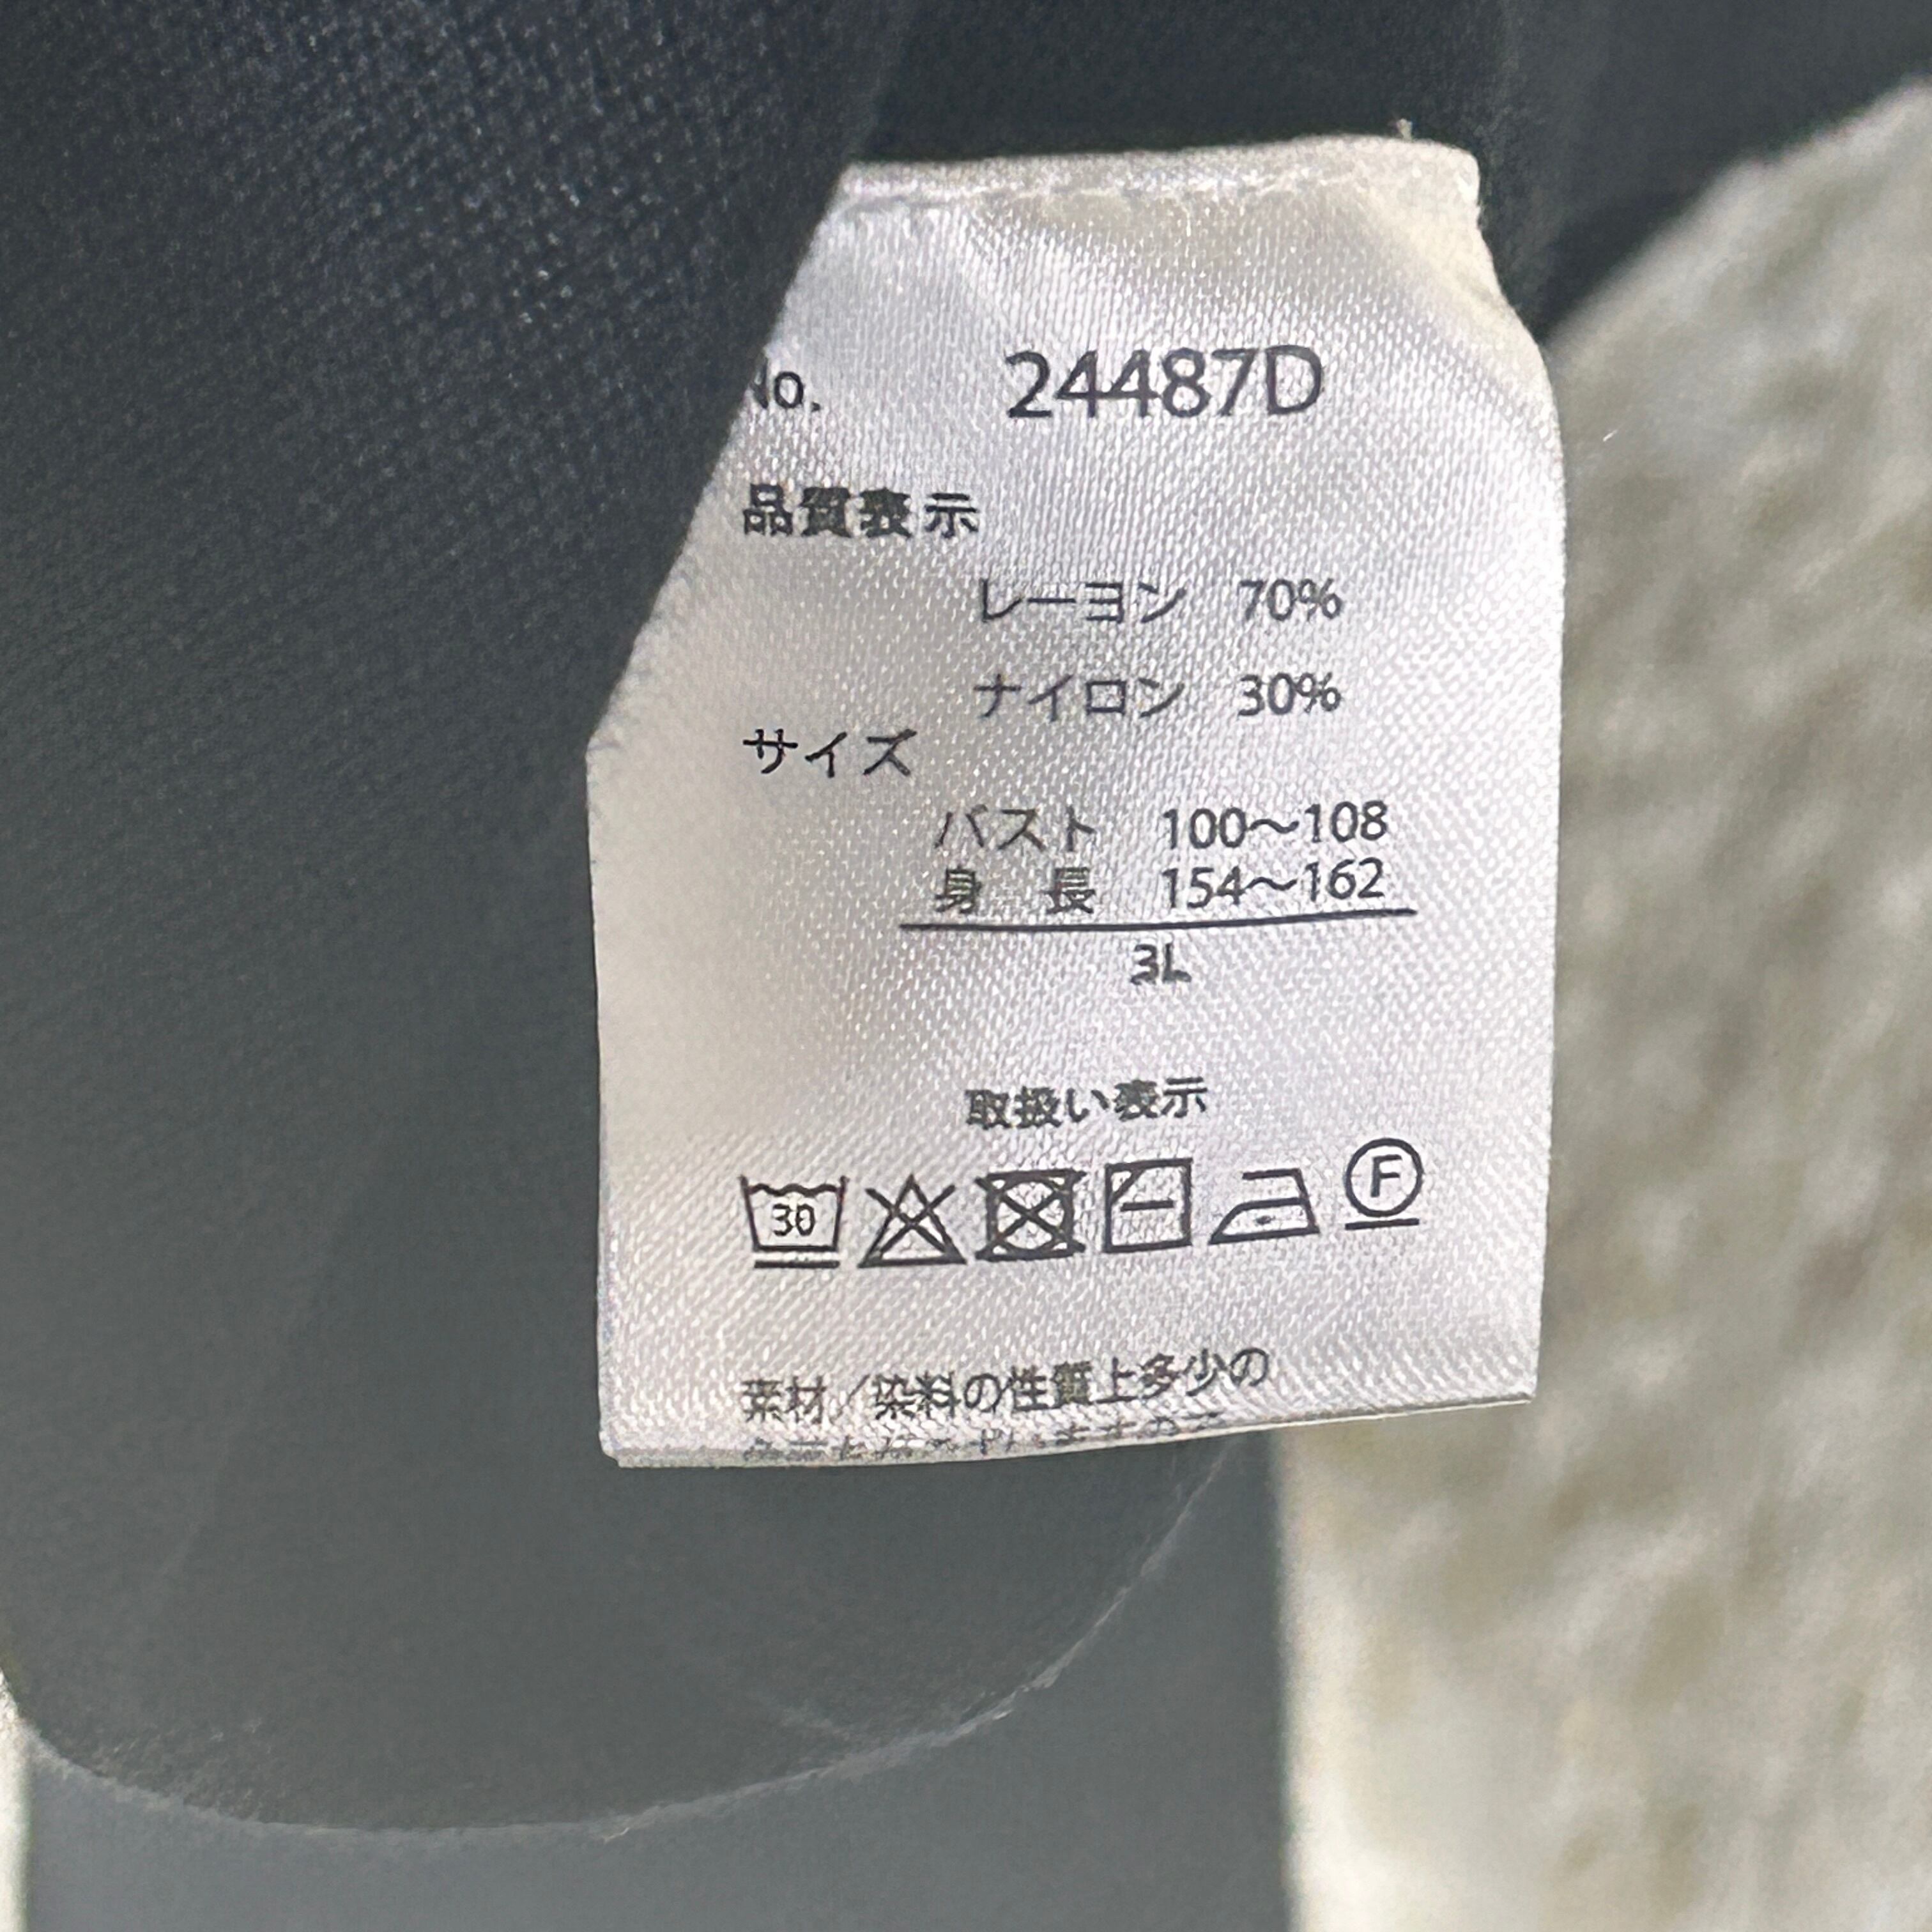 No. 24487D
品質表示
レーヨン 70%
ナイロン 30%
サイズ
バスト 100～108
身 長 154～162
3L
取扱い表示
30
F
素材/染料の性質上多少の